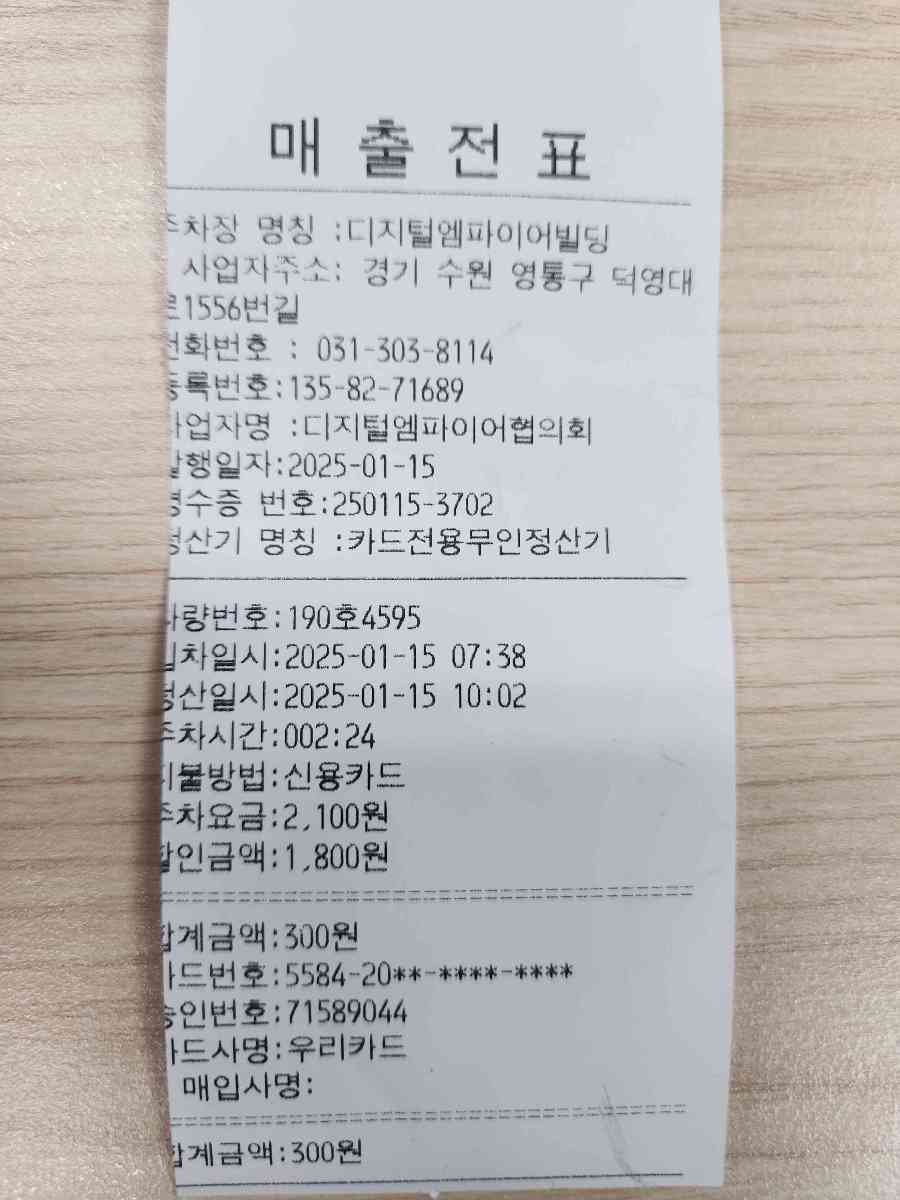 매 출 전 표
주차장 명칭 :디지털엠파이어빌딩
사업자주소: 경기 수원 영통구 덕영대
로1556번길
전화번호 : 031-303-8114
등록번호:135-82-71689
사업자명 :디지털엠파이어협의회
발행일자:2025-01-15
영수증 번호:250115-3702
정산기 명칭 :카드전용무인정산기
차량번호:190호4595
입차일시:2025-01-15 07:38
정산일시:2025-01-15 10:02
주차시간:002:24
지불방법:신용카드
주차요금:2,100원
할인금액:1,800원
합계금액:300원
카드번호:5584-20**-****-****
승인번호:71589044
카드사명:우리카드
매입사명:
합계금액:300원